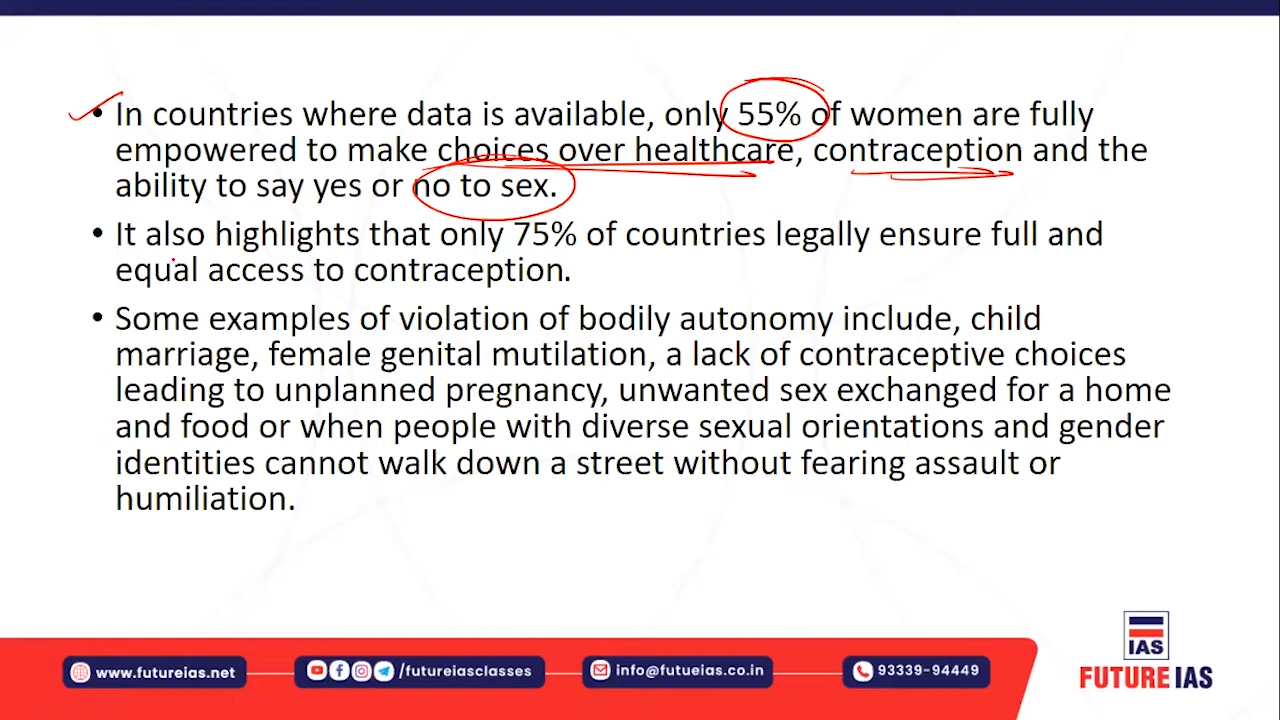 • In countries where data is available, only 55% of women are fully
empowered to make choices over healthcare, contraception and the
ability to say yes or no to sex.
• It also highlights that only 75% of countries legally ensure full and
equal access to contraception.
• Some examples of violation of bodily autonomy include, child
marriage, female genital mutilation, a lack of contraceptive choices
leading to unplanned pregnancy, unwanted sex exchanged for a home
and food or when people with diverse sexual orientations and gender
identities cannot walk down a street without fearing assault or
humiliation.
www.futureias.net
/futureiasclasses
info@futueias.co.in
93339-94449
IAS
FUTURE IAS